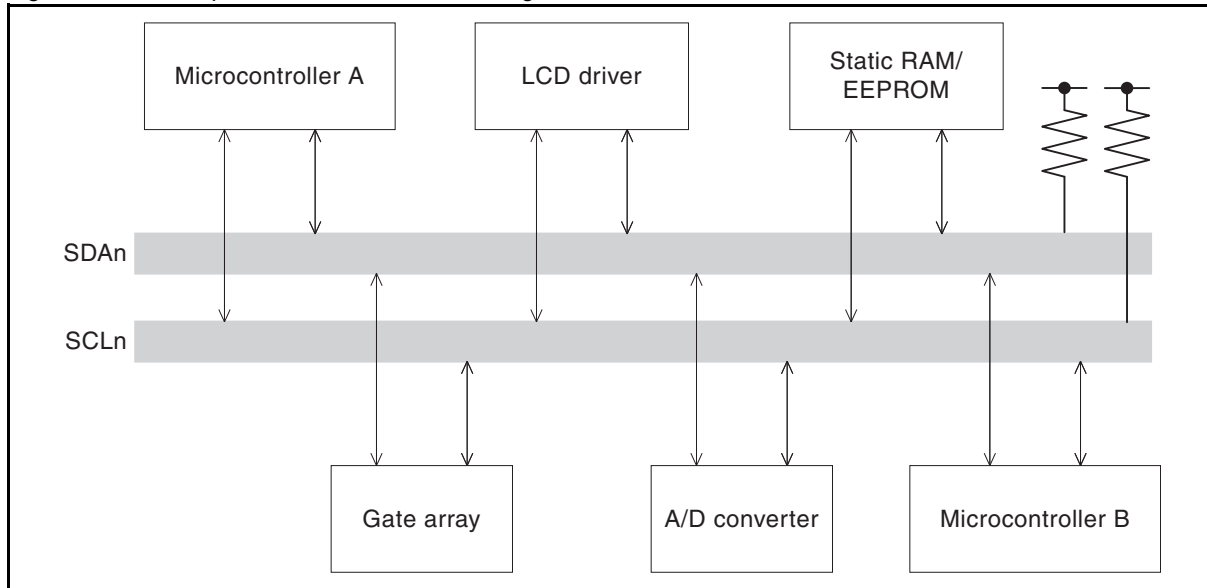 Microcontroller A
LCD driver
Static RAM/
EEPROM
SDAn
SCLn
Gate array
A/D converter
Microcontroller B